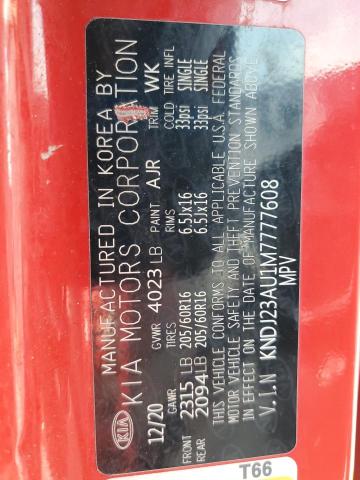 MANUFACTURED IN KOREA BY
KIA KIA MOTORS CORPORATION
12/20 GVWR 4023 LB PAINT AJR TRIM WK
GAWR TIRES RIMS COLD TIRE INFL
FRONT 2315 LB 205/60R16 6.5Jx16 33psi SINGLE
REAR 2094 LB 205/60R16 6.5Jx16 33psi SINGLE
THIS VEHICLE CONFORMS TO ALL APPLICABLE U.S.A. FEDERAL
MOTOR VEHICLE SAFETY AND THEFT PREVENTION STANDARDS
IN EFFECT ON THE DATE OF MANUFACTURE SHOWN ABOVE.
V.I.N KNDJ23AU1M7777608
MPV
T66